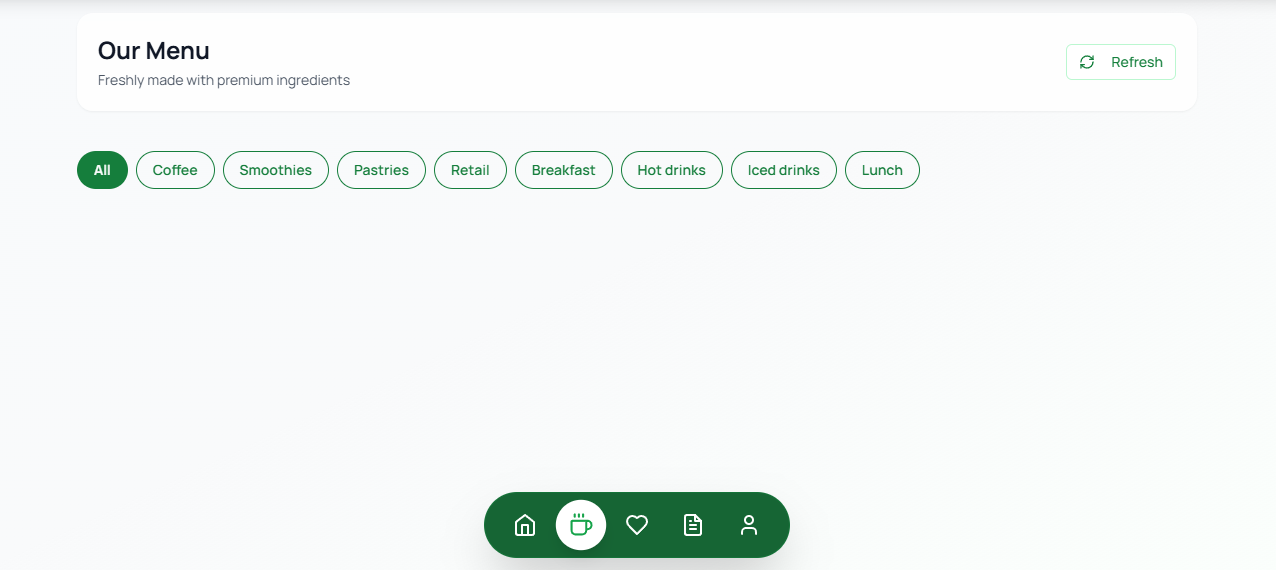 Our Menu
Freshly made with premium ingredients
Refresh
All
Coffee
Smoothies
Pastries
Retail
Breakfast
Hot drinks
Iced drinks
Lunch